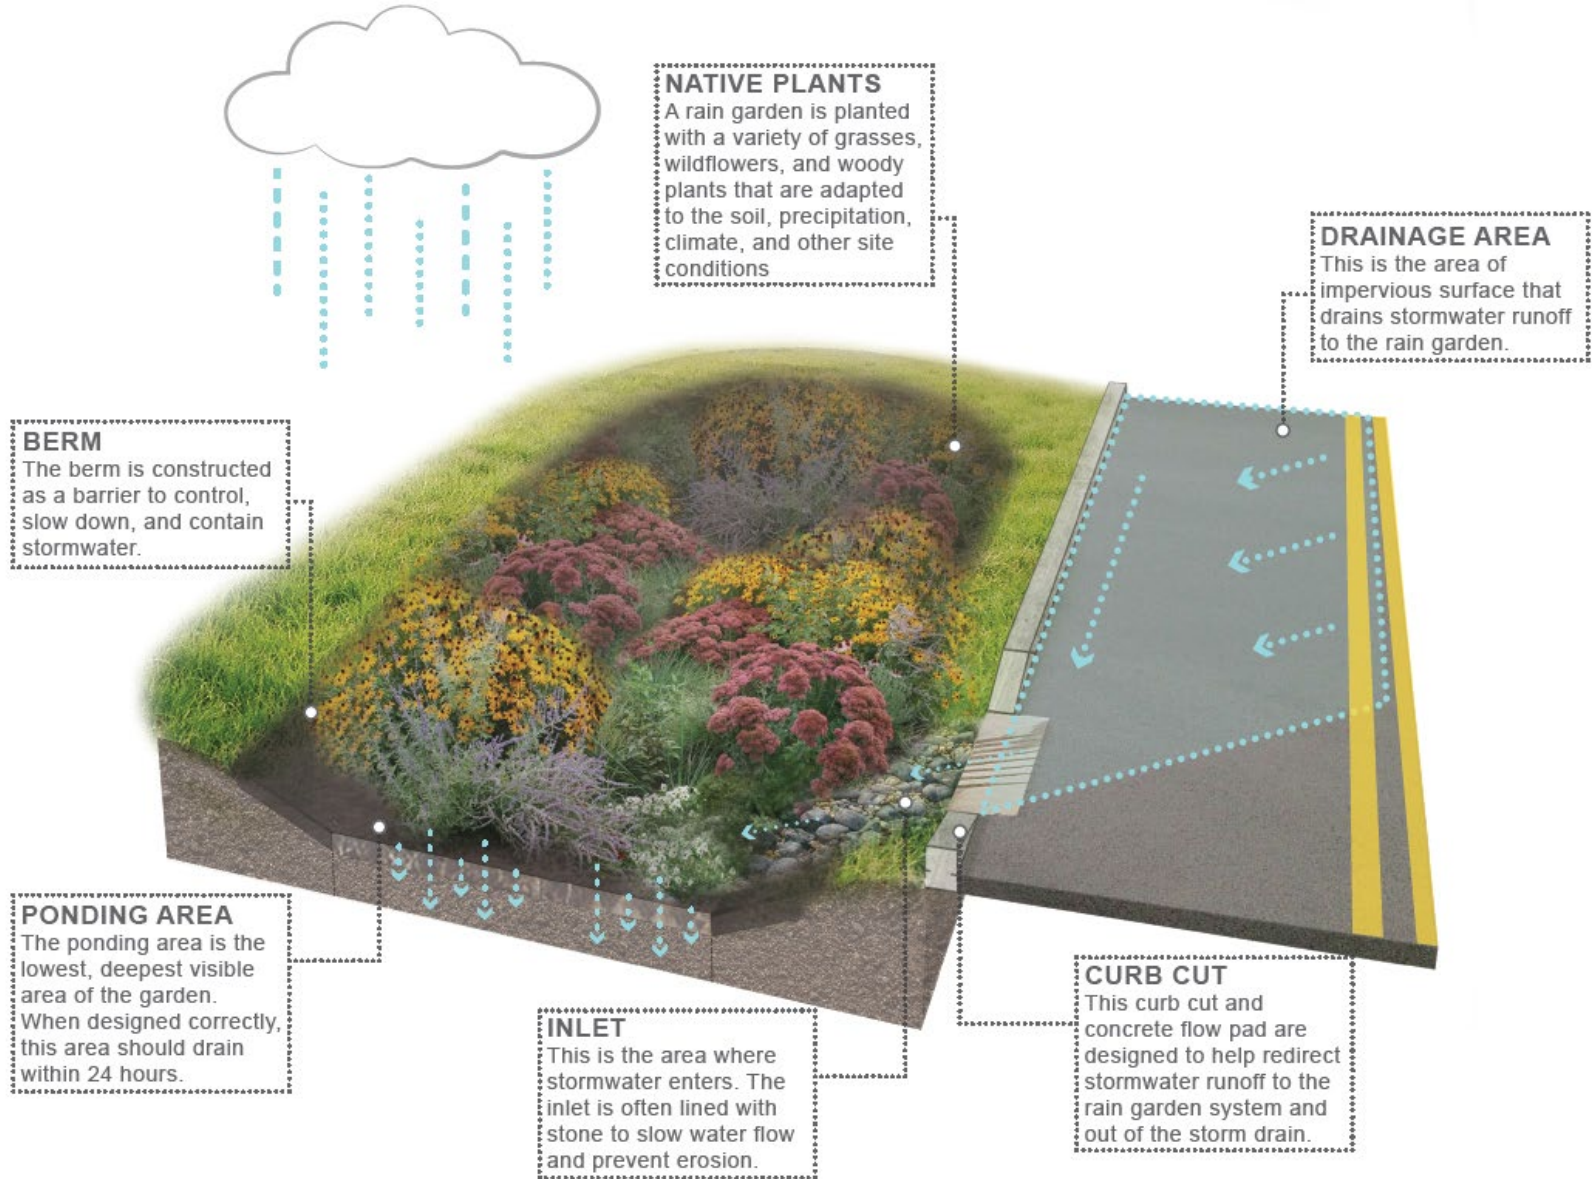 NATIVE PLANTS
A rain garden is planted
with a variety of grasses,
wildflowers, and woody
plants that are adapted
to the soil, precipitation,
climate, and other site
conditions
DRAINAGE AREA
This is the area of
impervious surface that
drains stormwater runoff
to the rain garden.
BERM
The berm is constructed
as a barrier to control,
slow down, and contain
stormwater.
PONDING AREA
The ponding area is the
lowest, deepest visible
area of the garden.
When designed correctly,
this area should drain
within 24 hours.
INLET
This is the area where
stormwater enters. The
inlet is often lined with
stone to slow water flow
and prevent erosion.
CURB CUT
This curb cut and
concrete flow pad are
designed to help redirect
stormwater runoff to the
rain garden system and
out of the storm drain.